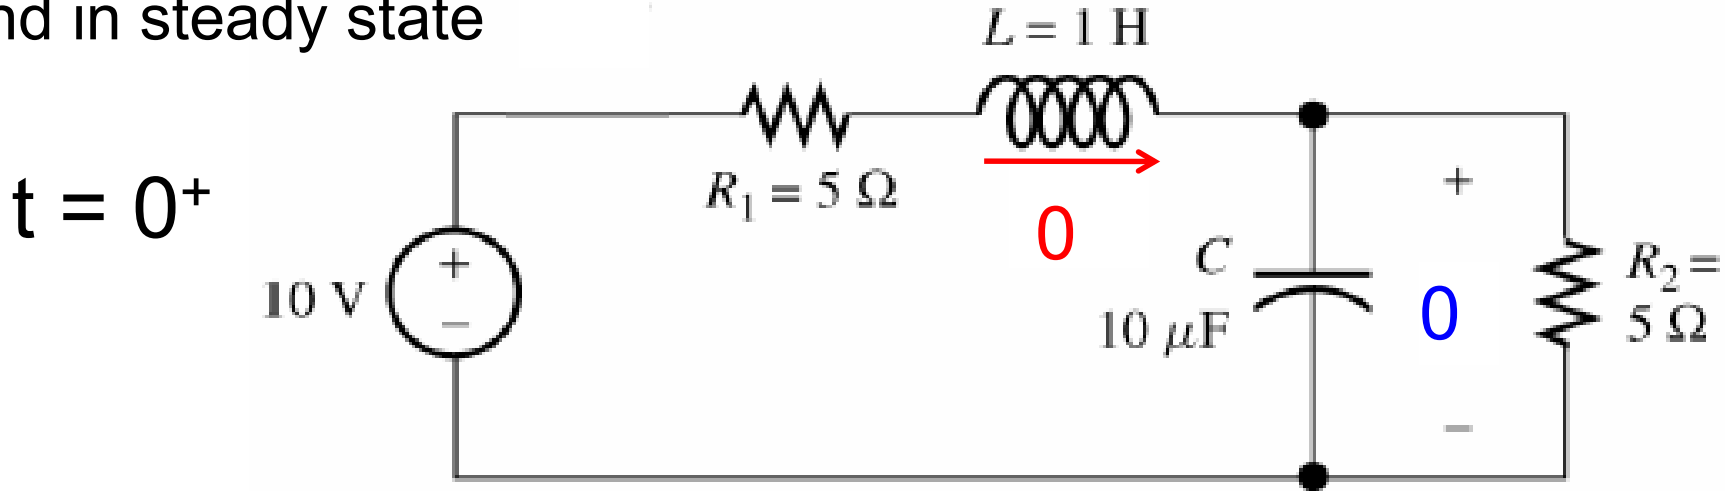 nd in steady state
L = 1 H
t = 0⁺
R₁ = 5 Ω
0
+
10 V
+
−
C
10 μF
0
−
R₂ =
5 Ω